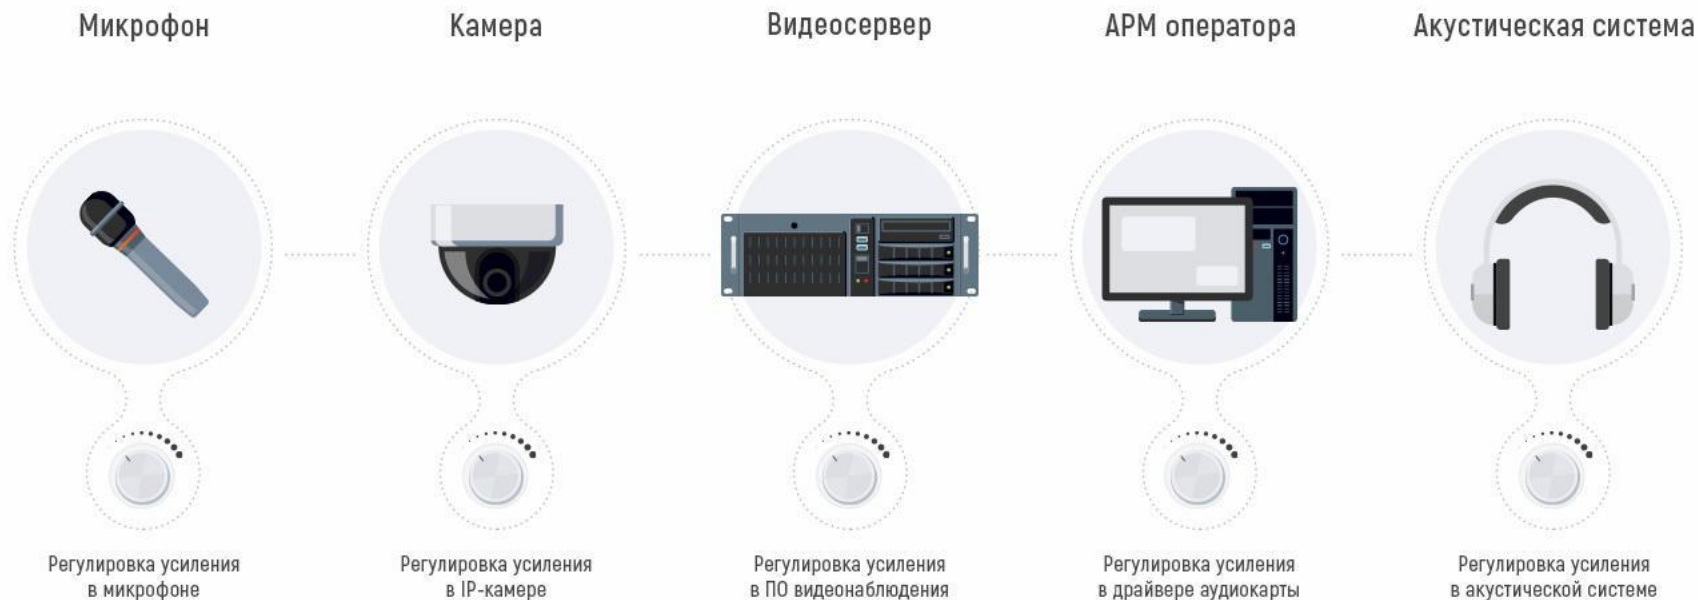 Микрофон
Камера
Видеосервер
АРМ оператора
Акустическая система
Регулировка усиления
в микрофоне
Регулировка усиления
в IP-камере
Регулировка усиления
в ПО видеонаблюдения
Регулировка усиления
в драйвере аудиокарты
Регулировка усиления
в акустической системе